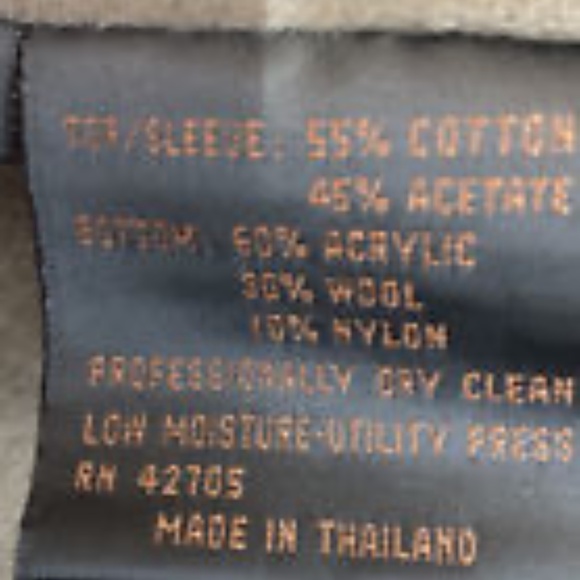 TOP/SLEEVE: 55% COTTON
45% ACETATE
BOTTOM: 60% ACRYLIC
30% WOOL
10% NYLON
PROFESSIONALLY DRY CLEAN
LOW MOISTURE-UTILITY PRESS
RN 42705
MADE IN THAILAND